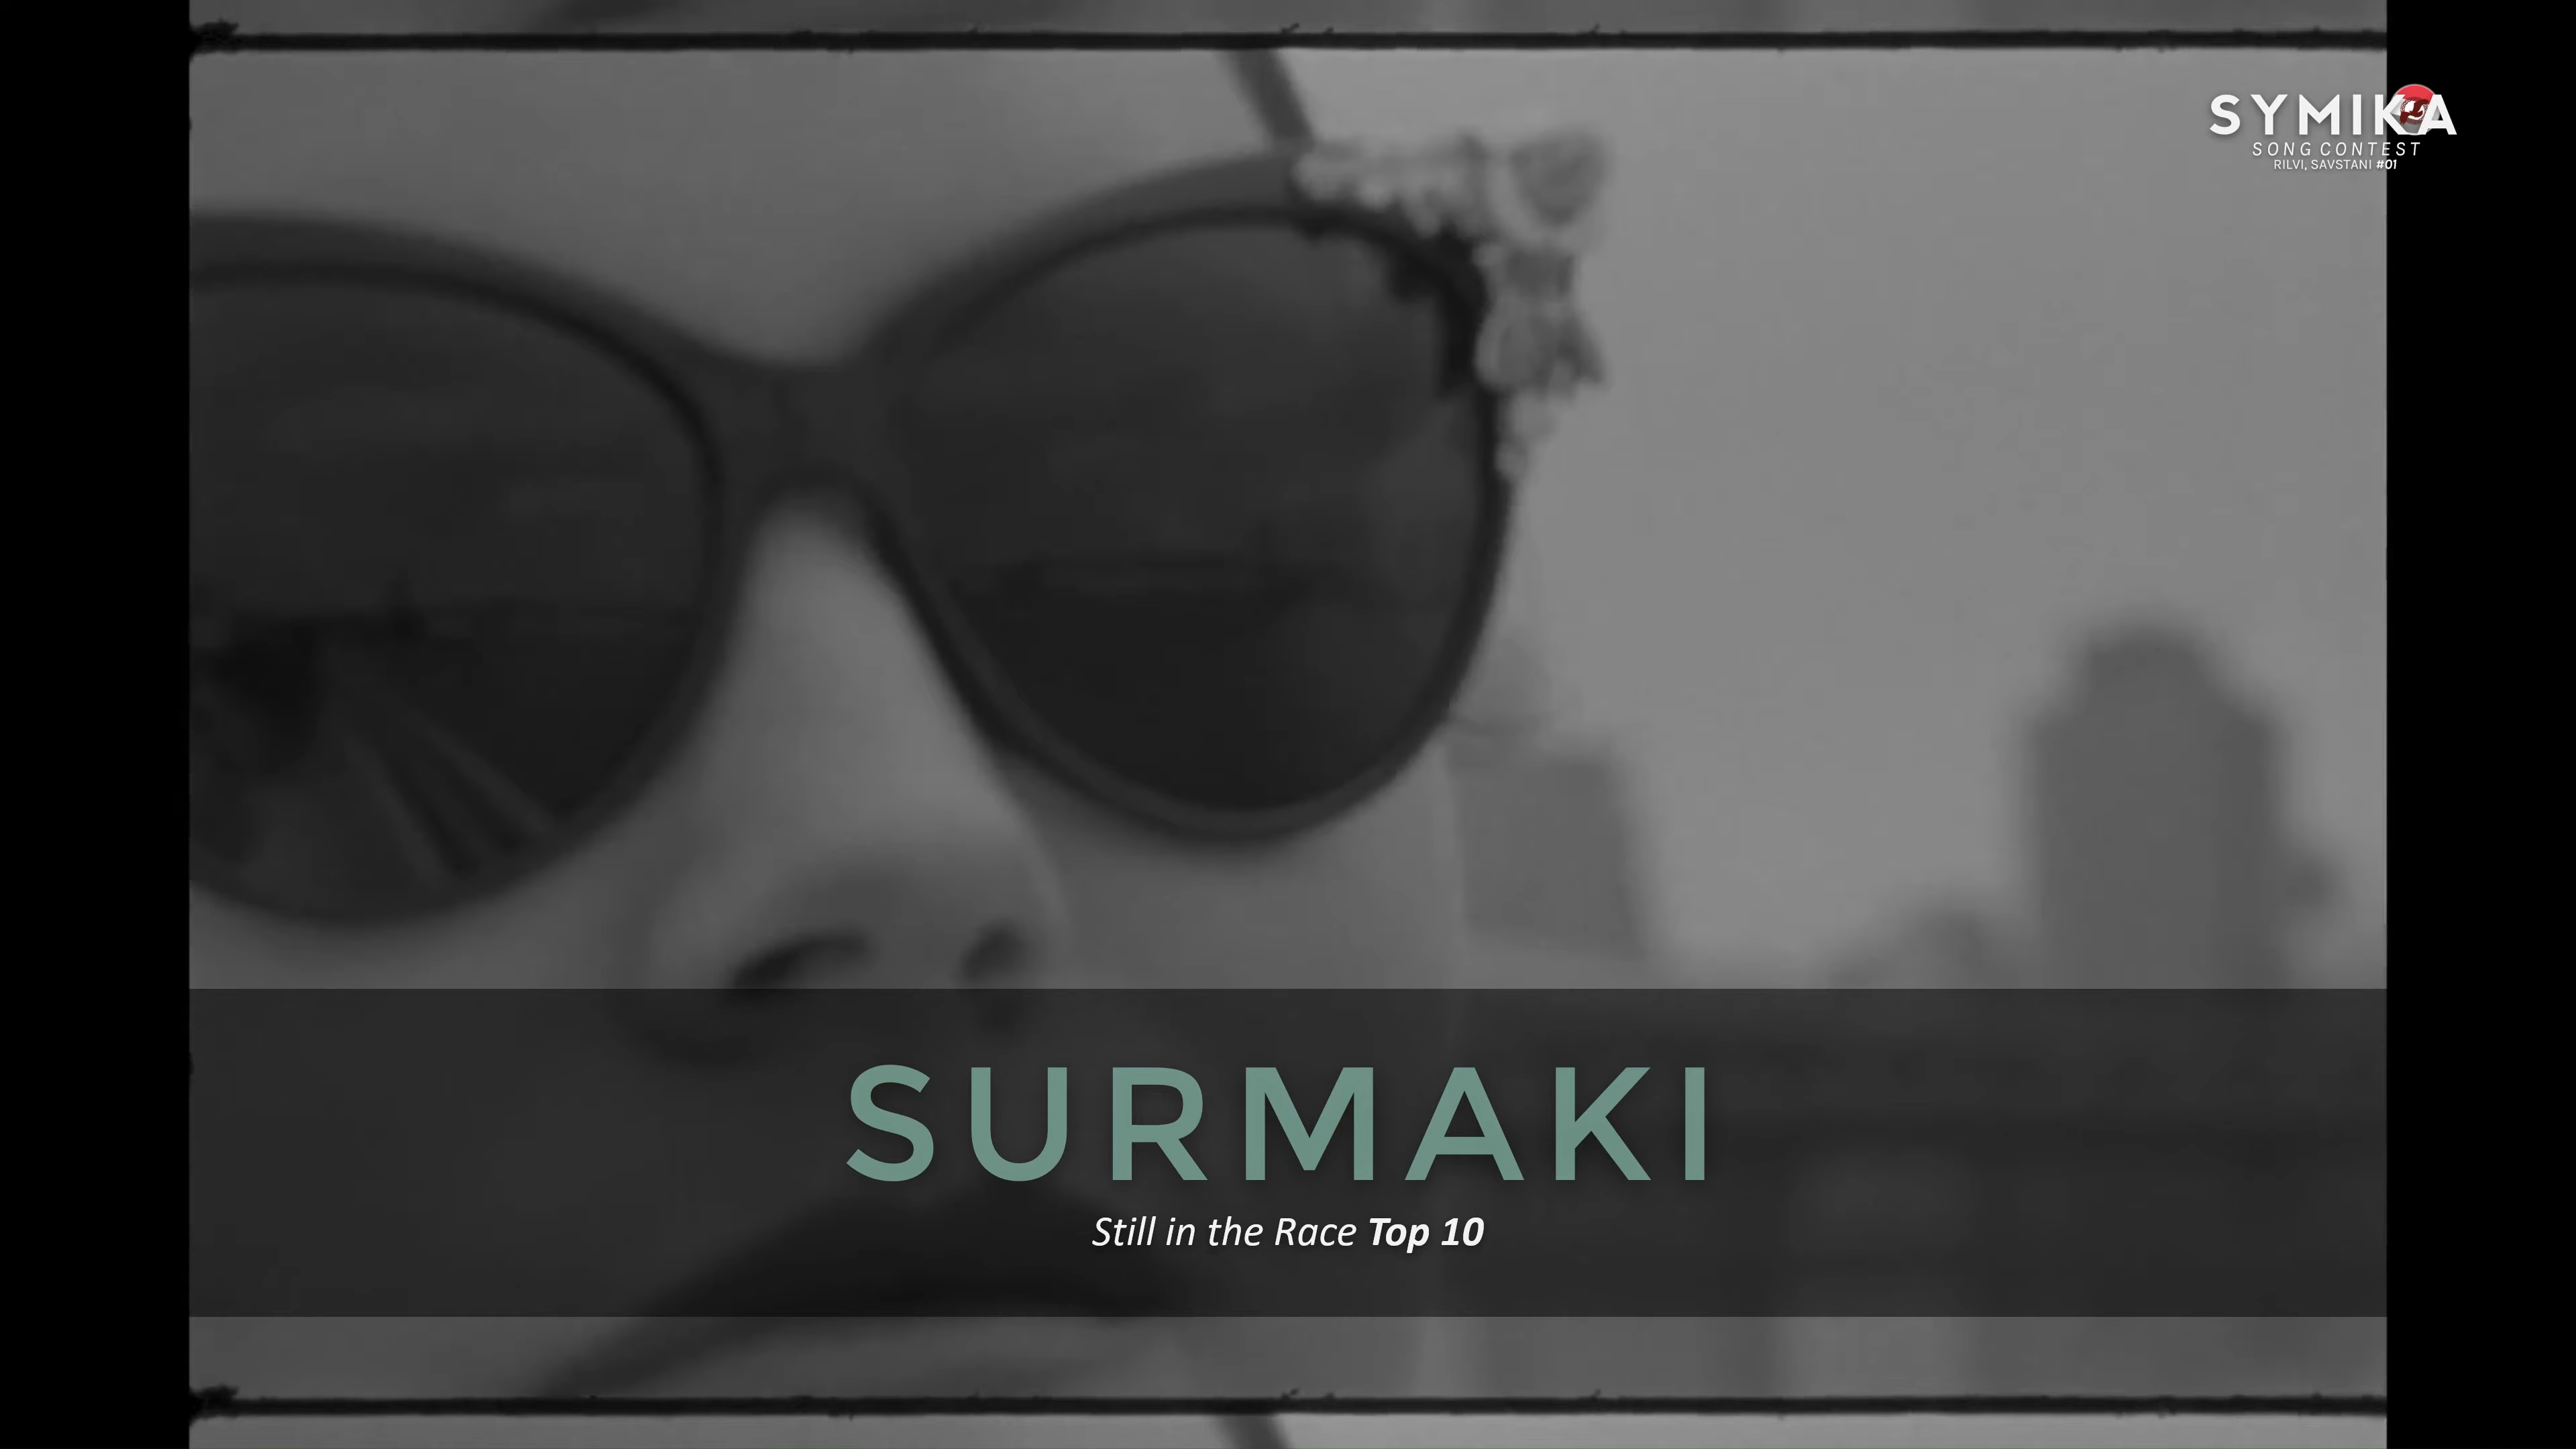 SYMIKA
SONG CONTEST
RILVI, SAVSTANI #01
SURMAKI
Still in the Race Top 10